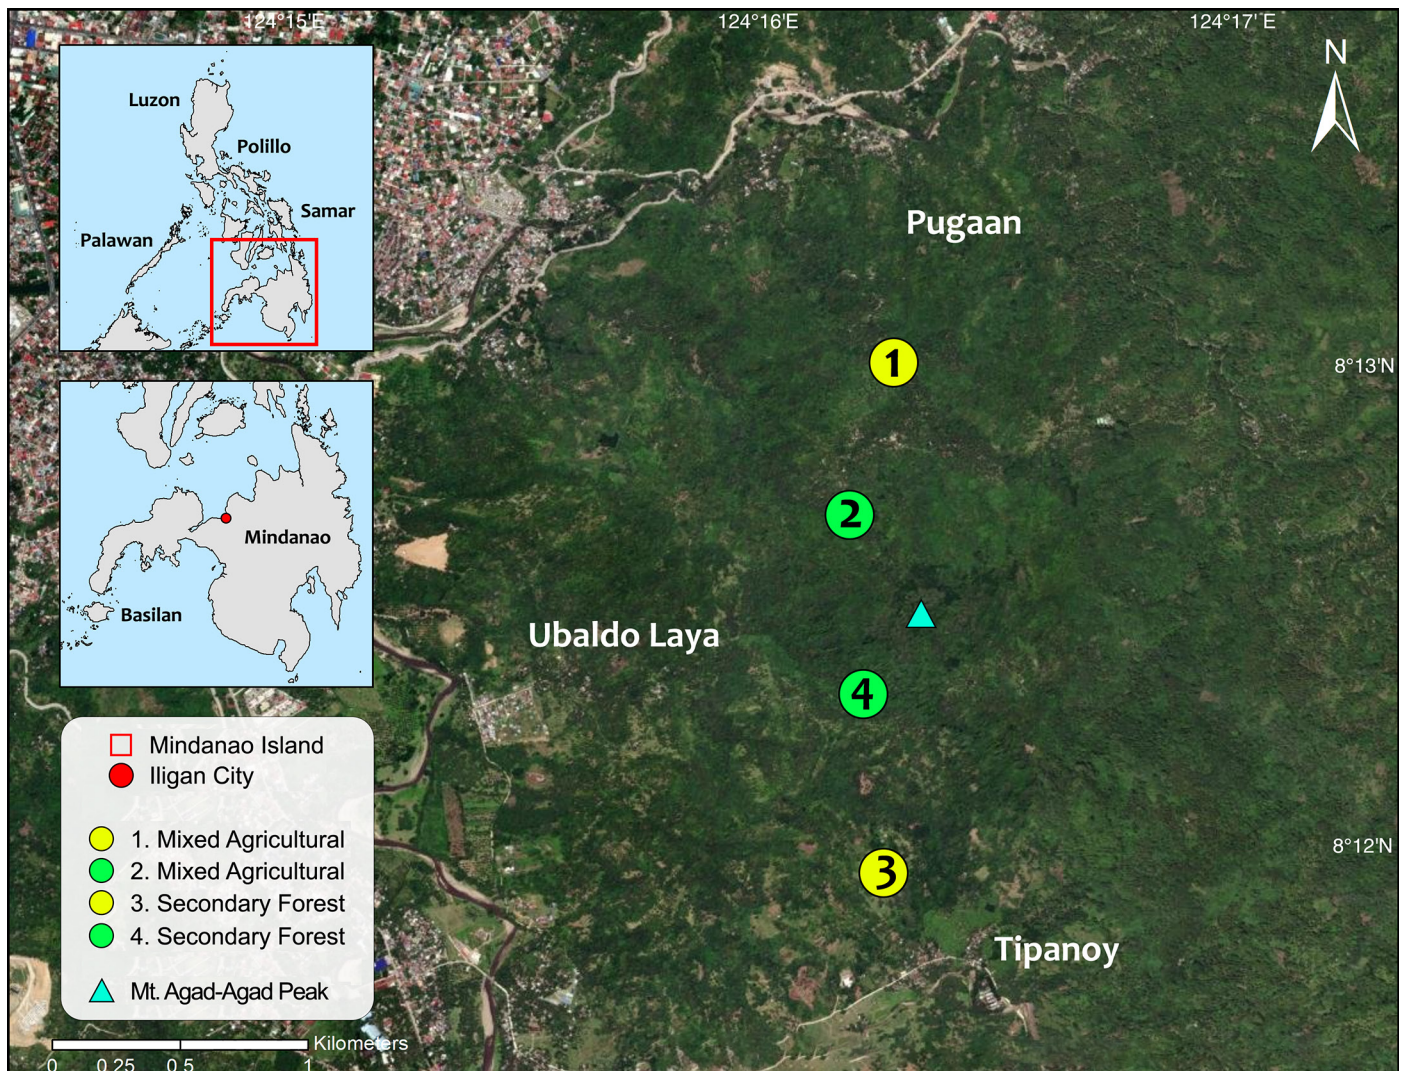 124°15'E
124°16'E
124°17'E
N
Luzon
Polillo
Samar
Palawan
Pugaan
1
8°13'N
2
Mindanao
Basilan
Ubaldo Laya
4
Mindanao Island
Iligan City
1. Mixed Agricultural
2. Mixed Agricultural
3. Secondary Forest
4. Secondary Forest
Mt. Agad-Agad Peak
8°12'N
3
Tipanoy
Kilometers
0 0.25 0.5 1